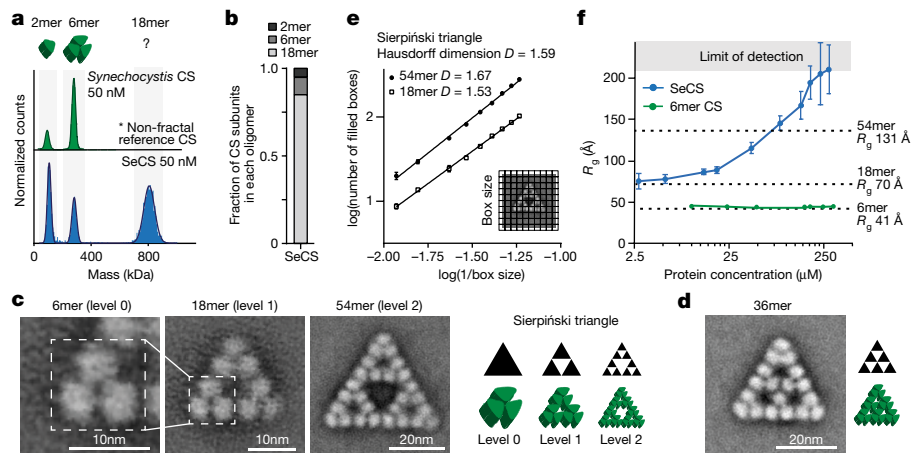 a
2mer 6mer 18mer
?
Synechocystis CS
50 nM
* Non-fractal
reference CS
SeCS 50 nM
Normalized counts
0 400 800
Mass (kDa)
b
2mer
6mer
18mer
1.0
0.5
0
Fraction of CS subunits
in each oligomer
SeCS
e
Sierpiński triangle
Hausdorff dimension D = 1.59
54mer D = 1.67
18mer D = 1.53
log(number of filled boxes)
2
1
Box size
−2.00 −1.75 −1.50 −1.25 −1.00
log(1/box size)
f
Limit of detection
SeCS
6mer CS
Rg (Å)
200
150
100
50
0
54mer
Rg 131 Å
18mer
Rg 70 Å
6mer
Rg 41 Å
2.5 25 250
Protein concentration (μM)
c
6mer (level 0) 18mer (level 1) 54mer (level 2)
10nm
10nm
20nm
Sierpiński triangle
Level 0 Level 1 Level 2
d
36mer
20nm